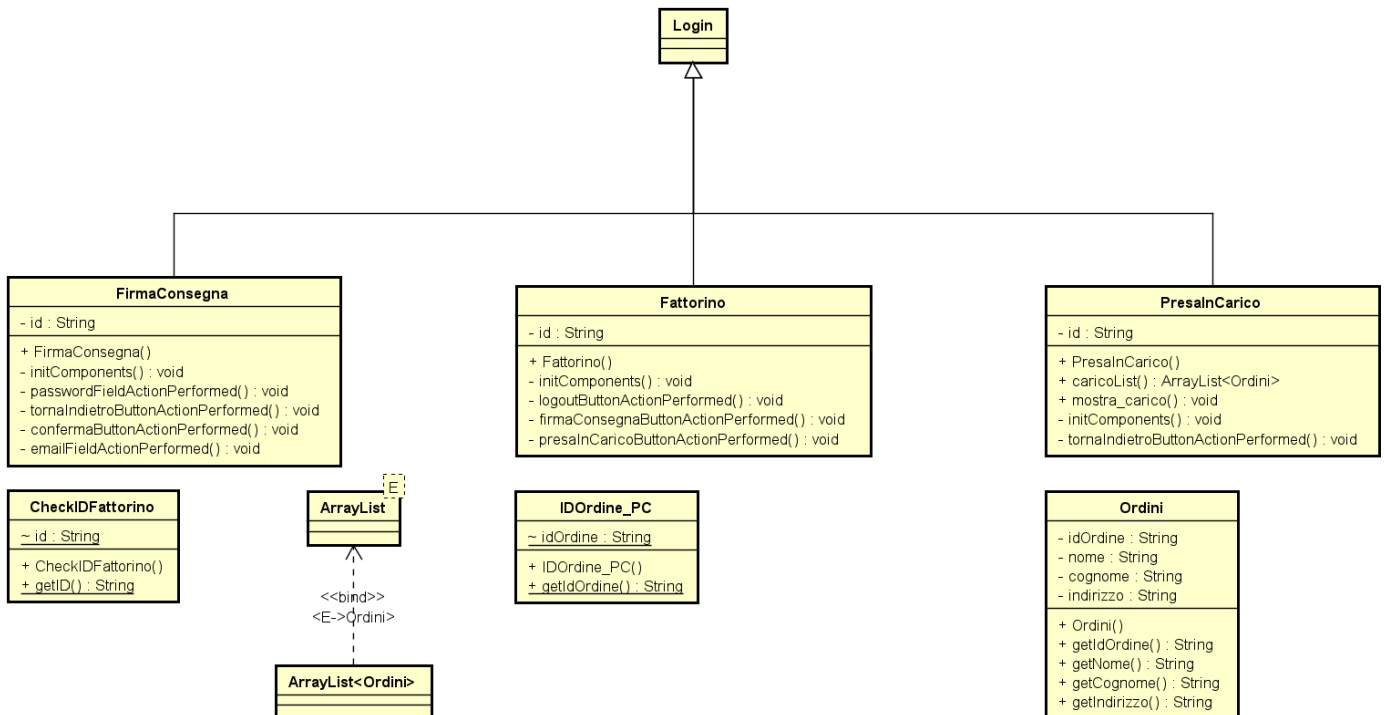 Login
FirmaConsegna
- id : String
+ FirmaConsegna()
- initComponents() : void
- passwordFieldActionPerformed() : void
- tornaIndietroButtonActionPerformed() : void
- confermaButtonActionPerformed() : void
- emailFieldActionPerformed() : void
Fattorino
- id : String
+ Fattorino()
- initComponents() : void
- logoutButtonActionPerformed() : void
- firmaConsegnaButtonActionPerformed() : void
- presaInCaricoButtonActionPerformed() : void
PresaInCarico
- id : String
+ PresaInCarico()
+ caricoList() : ArrayList<Ordini>
+ mostra_carico() : void
- initComponents() : void
- tornaIndietroButtonActionPerformed() : void
CheckIDFattorino
~ id : String
+ CheckIDFattorino()
+ getID() : String
E
ArrayList
<<bind>>
<E->Ordini>
ArrayList<Ordini>
IDOrdine_PC
~ idOrdine : String
+ IDOrdine_PC()
+ getIdOrdine() : String
Ordini
- idOrdine : String
- nome : String
- cognome : String
- indirizzo : String
+ Ordini()
+ getIdOrdine() : String
+ getNome() : String
+ getCognome() : String
+ getIndirizzo() : String